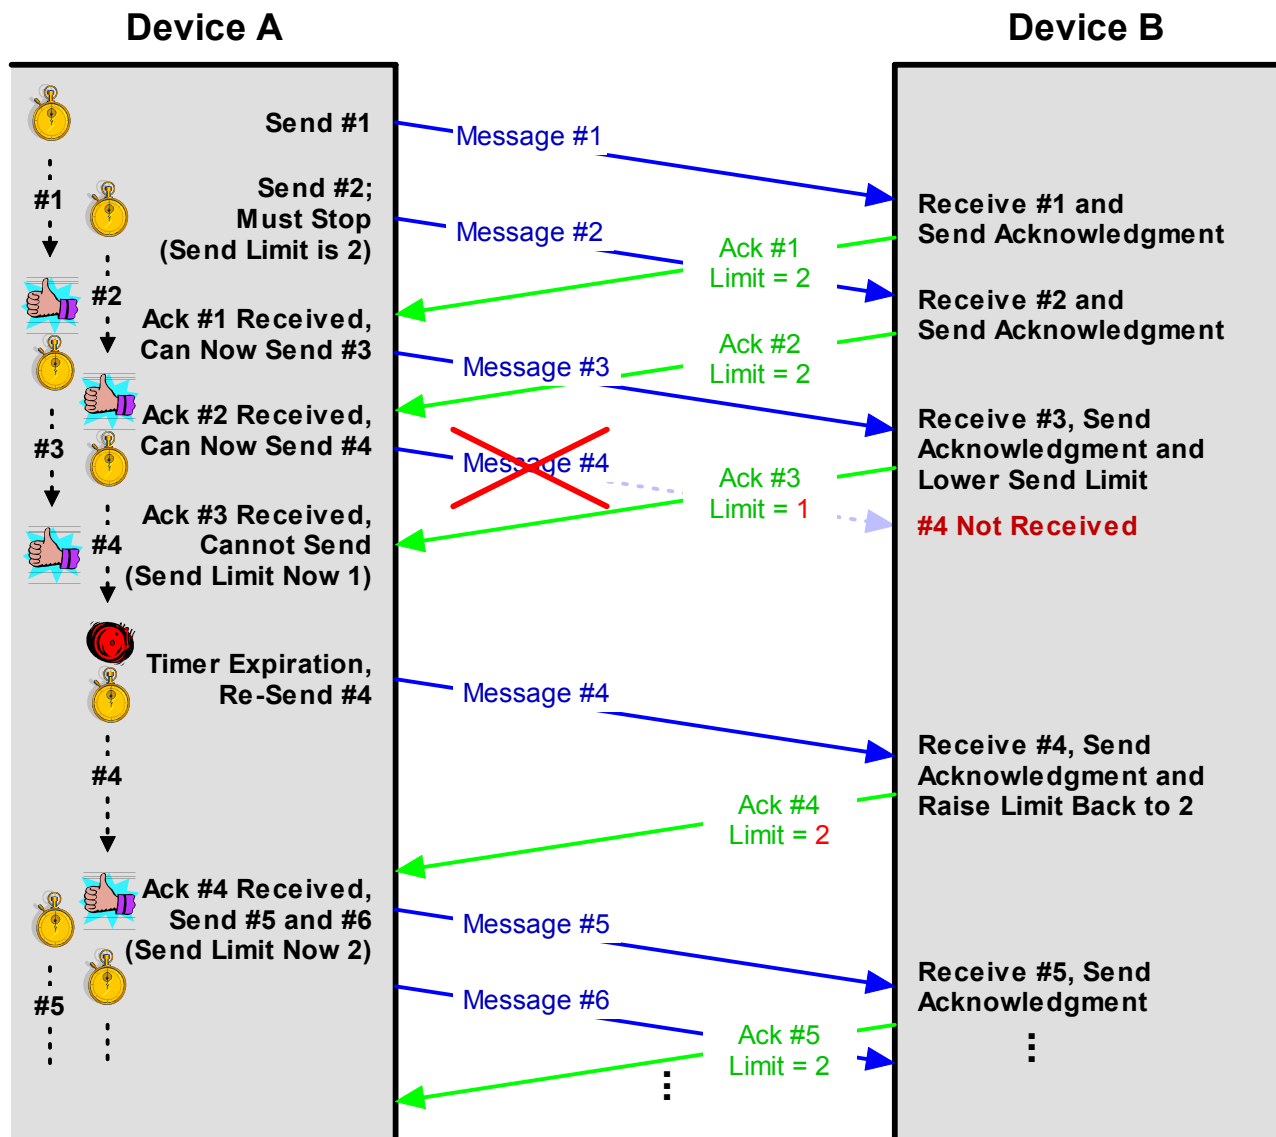 Device A
Device B
Send #1
Message #1
#1
Send #2;
Must Stop
(Send Limit is 2)
Message #2
Receive #1 and
Send Acknowledgment
Ack #1
Limit = 2
#2
Ack #1 Received,
Can Now Send #3
Receive #2 and
Send Acknowledgment
Ack #2
Limit = 2
Message #3
#3
Ack #2 Received,
Can Now Send #4
Message #4
Receive #3, Send
Acknowledgment and
Lower Send Limit
Ack #3
Limit = 1
#4 Not Received
#4
Ack #3 Received,
Cannot Send
(Send Limit Now 1)
Timer Expiration,
Re-Send #4
Message #4
#4
Receive #4, Send
Acknowledgment and
Raise Limit Back to 2
Ack #4
Limit = 2
Ack #4 Received,
Send #5 and #6
(Send Limit Now 2)
Message #5
#5
Message #6
Receive #5, Send
Acknowledgment
Ack #5
Limit = 2